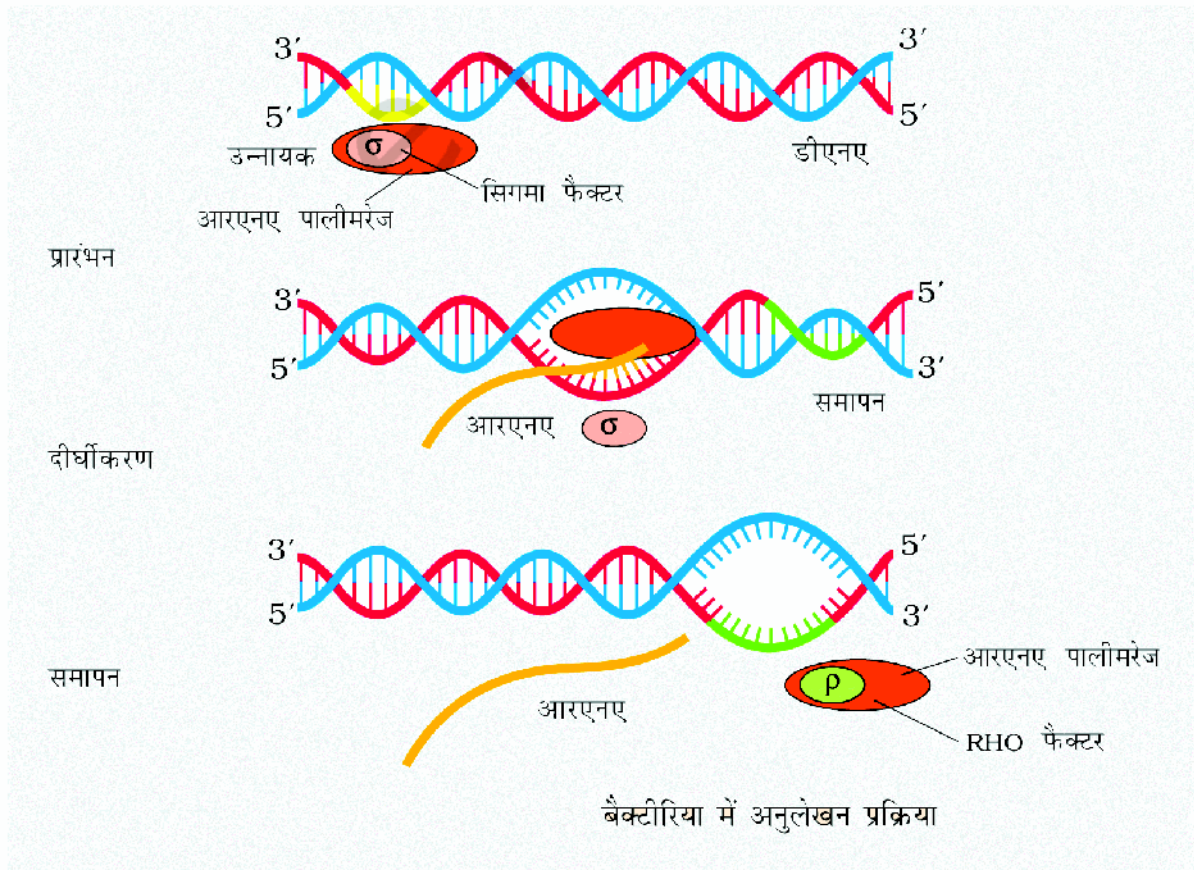 3′ 3′
5′ 5′
σ
उन्नायक
डीएनए
सिगमा फैक्टर
आरएनए पालीमरेज
प्रारंभन
3′ 5′
5′ 3′
समापन
आरएनए
σ
दीर्घीकरण
3′ 5′
5′ 3′
समापन
आरएनए पालीमरेज
ρ
आरएनए
RHO फैक्टर
बैक्टीरिया में अनुलेखन प्रक्रिया